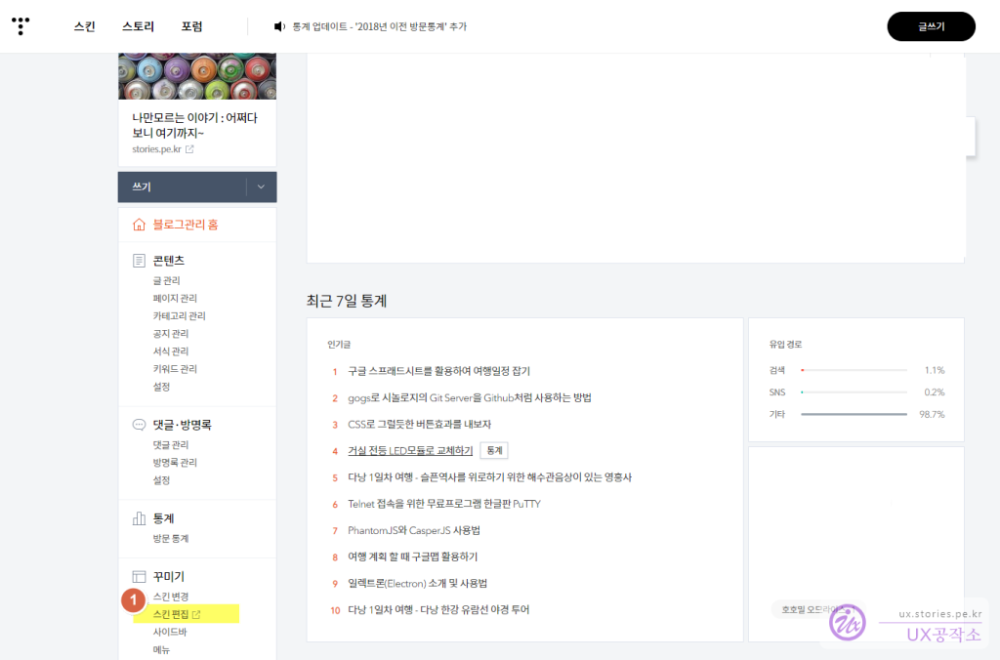 스킨 스토리 포럼 통계 업데이트 - '2018년 이전 방문통계' 추가 글쓰기
나만모르는 이야기 : 어쩌다
보니 여기까지~
stories.pe.kr
쓰기
블로그관리 홈
콘텐츠
글 관리
페이지 관리
카테고리 관리
공지 관리
서식 관리
키워드 관리
설정
댓글·방명록
댓글 관리
방명록 관리
설정
통계
방문 통계
꾸미기
1
스킨 변경
스킨 편집
사이드바
메뉴
최근 7일 통계
인기글
1 구글 스프래드시트를 활용하여 여행일정 잡기
2 gogs로 시놀로지의 Git Server을 Github처럼 사용하는 방법
3 CSS로 그럴듯한 버튼효과를 내보자
4 거실 전등 LED모듈로 교체하기 통계
5 다낭 1일차 여행 - 슬픈역사를 위로하기 위한 해수관음상이 있는 영흥사
6 Telnet 접속을 위한 무료프로그램 한글판 PuTTY
7 PhantomJS와 CasperJS 사용법
8 여행 계획 할 때 구글맵 활용하기
9 일렉트론(Electron) 소개 및 사용법
10 다낭 1일차 여행 - 다낭 한강 유람선 야경 투어
유입 경로
검색 1.1%
SNS 0.2%
기타 98.7%
Ux
ux.stories.pe.kr
UX공작소